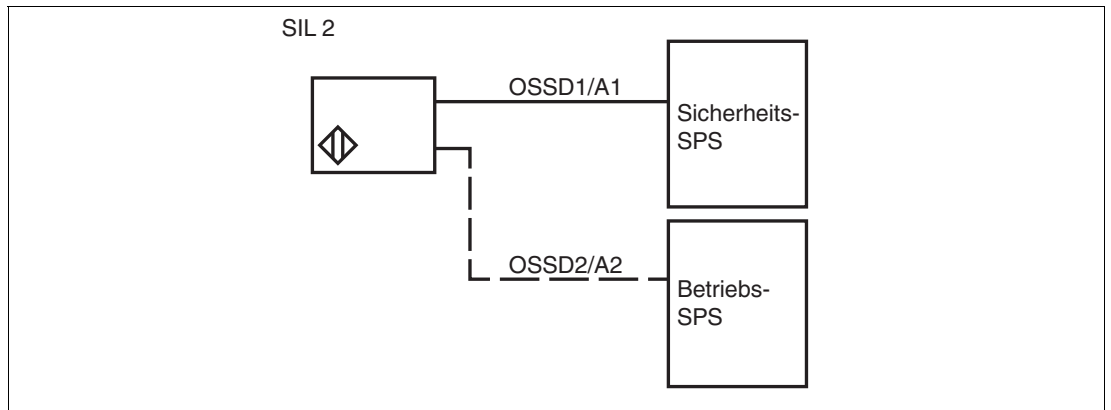 SIL 2
OSSD1/A1
Sicherheits-
SPS
OSSD2/A2
Betriebs-
SPS